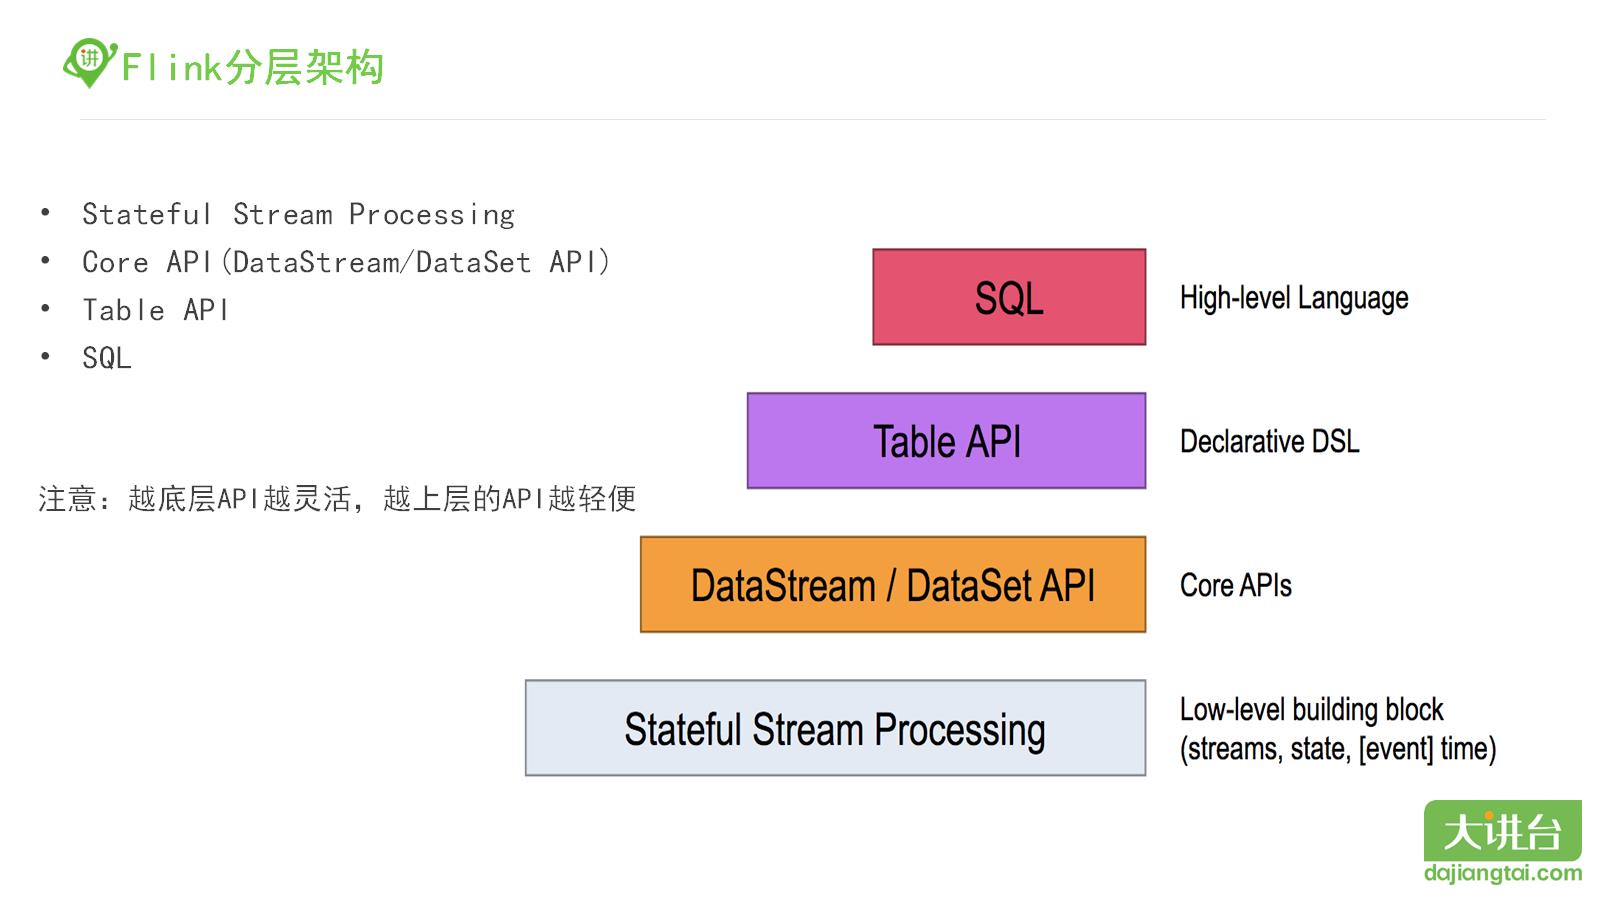 讲
Flink分层架构
• Stateful Stream Processing
• Core API(DataStream/DataSet API)
• Table API
• SQL
注意：越底层API越灵活，越上层的API越轻便
SQL
High-level Language
Table API
Declarative DSL
DataStream / DataSet API
Core APIs
Stateful Stream Processing
Low-level building block
(streams, state, [event] time)
大讲台
dajiangtai.com